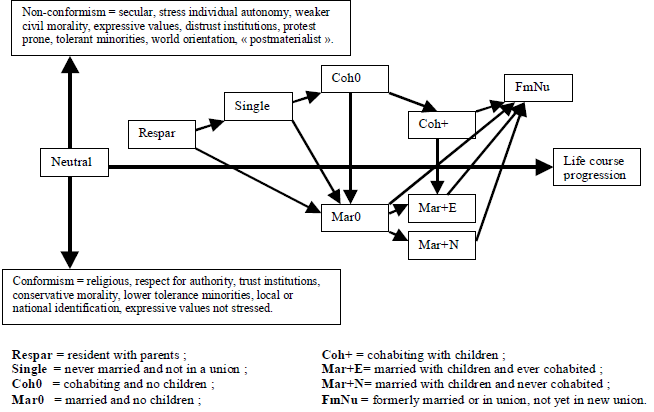 Non-conformism = secular, stress individual autonomy, weaker
civil morality, expressive values, distrust institutions, protest
prone, tolerant minorities, world orientation, « postmaterialist ».
Coh0
FmNu
Single
Coh+
Respar
Neutral
Life course
progression
Mar+E
Mar0
Mar+N
Conformism = religious, respect for authority, trust institutions,
conservative morality, lower tolerance minorities, local or
national identification, expressive values not stressed.
Respar = resident with parents ;
Single = never married and not in a union ;
Coh0 = cohabiting and no children ;
Mar0 = married and no children ;
Coh+ = cohabiting with children ;
Mar+E= married with children and ever cohabited ;
Mar+N= married with children and never cohabited ;
FmNu = formerly married or in union, not yet in new union.